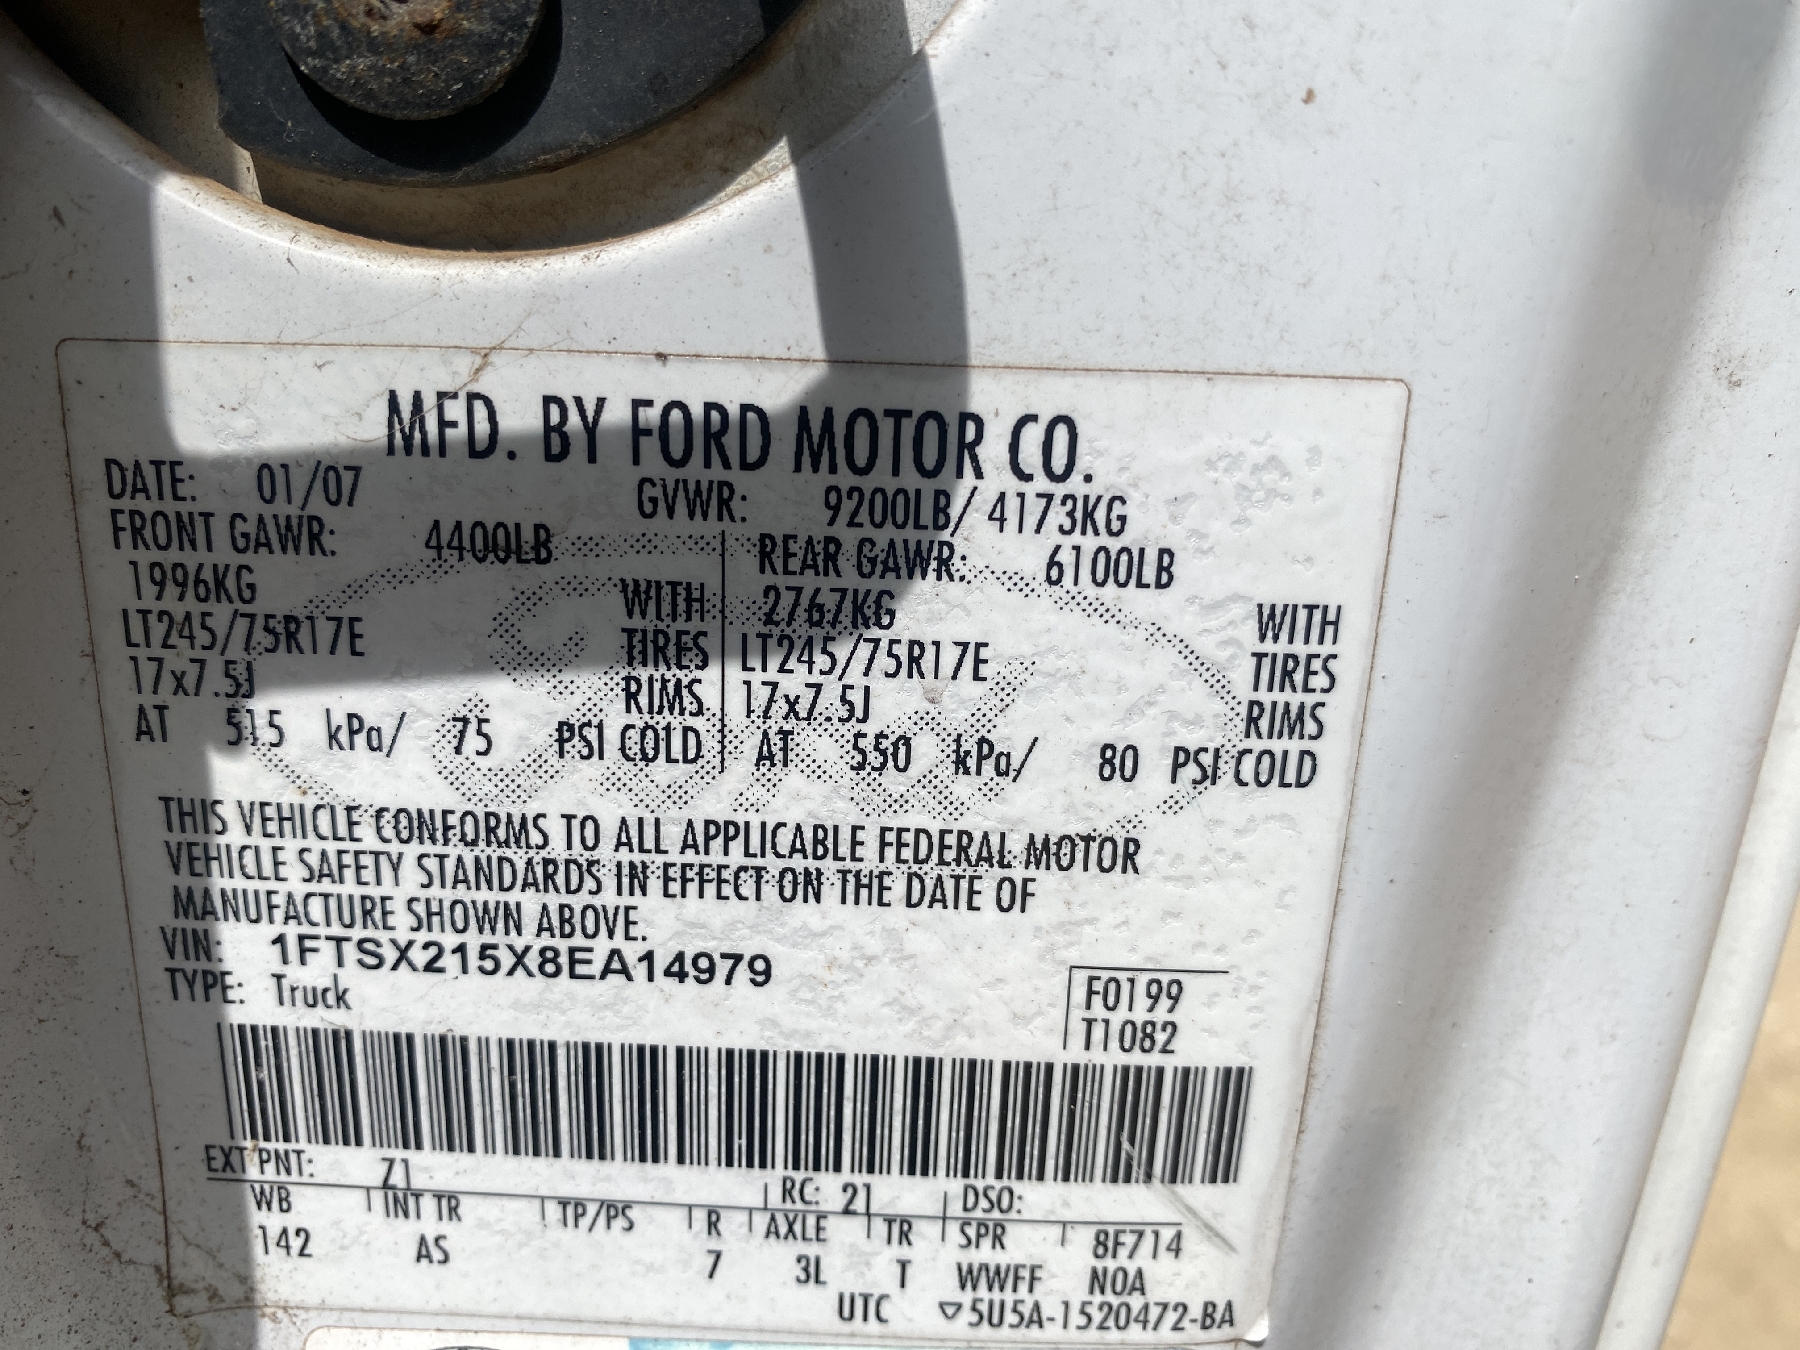 MFD. BY FORD MOTOR CO.
DATE: 01/07 GVWR: 9200LB/ 4173KG
FRONT GAWR: 4400LB REAR GAWR: 6100LB
1996KG WITH 2767KG WITH
LT245/75R17E TIRES LT245/75R17E TIRES
17x7.5J RIMS 17x7.5J RIMS
AT 515 kPa/ 75 PSI COLD AT 550 kPa/ 80 PSI COLD
THIS VEHICLE CONFORMS TO ALL APPLICABLE FEDERAL MOTOR
VEHICLE SAFETY STANDARDS IN EFFECT ON THE DATE OF
MANUFACTURE SHOWN ABOVE.
VIN: 1FTSX215X8EA14979
TYPE: Truck F0199
T1082
EXT PNT: Z1 RC: 21 DSO:
WB INT TR TP/PS R AXLE TR SPR 8F714
142 AS 7 3L T WWFF NOA
UTC ▽5U5A-1520472-BA